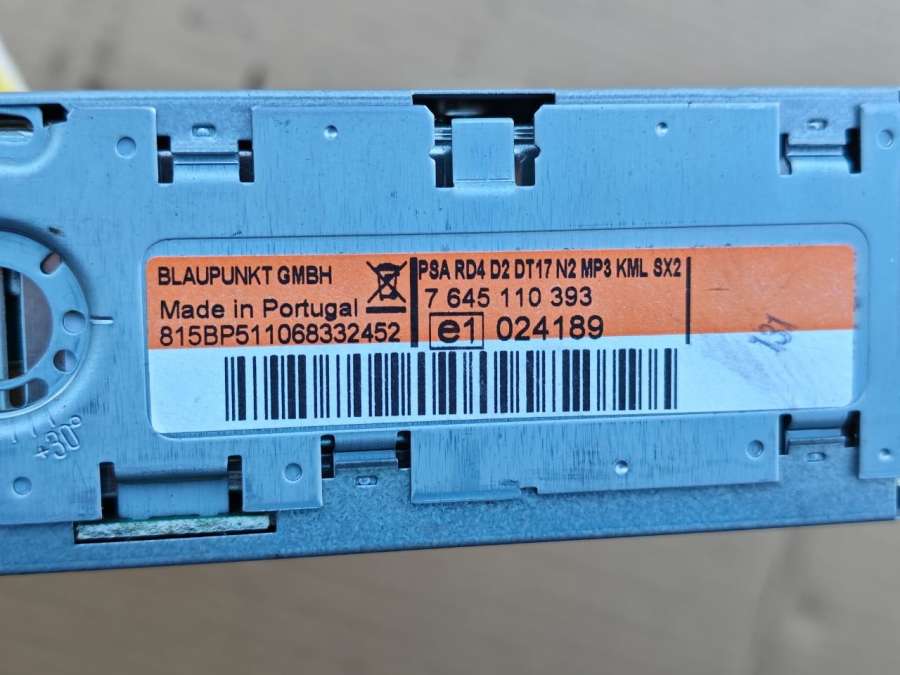 BLAUPUNKT GMBH
Made in Portugal
815BP511068332452
PSA RD4 D2 DT17 N2 MP3 KML SX2
7 645 110 393
e1 024189
131
+30°